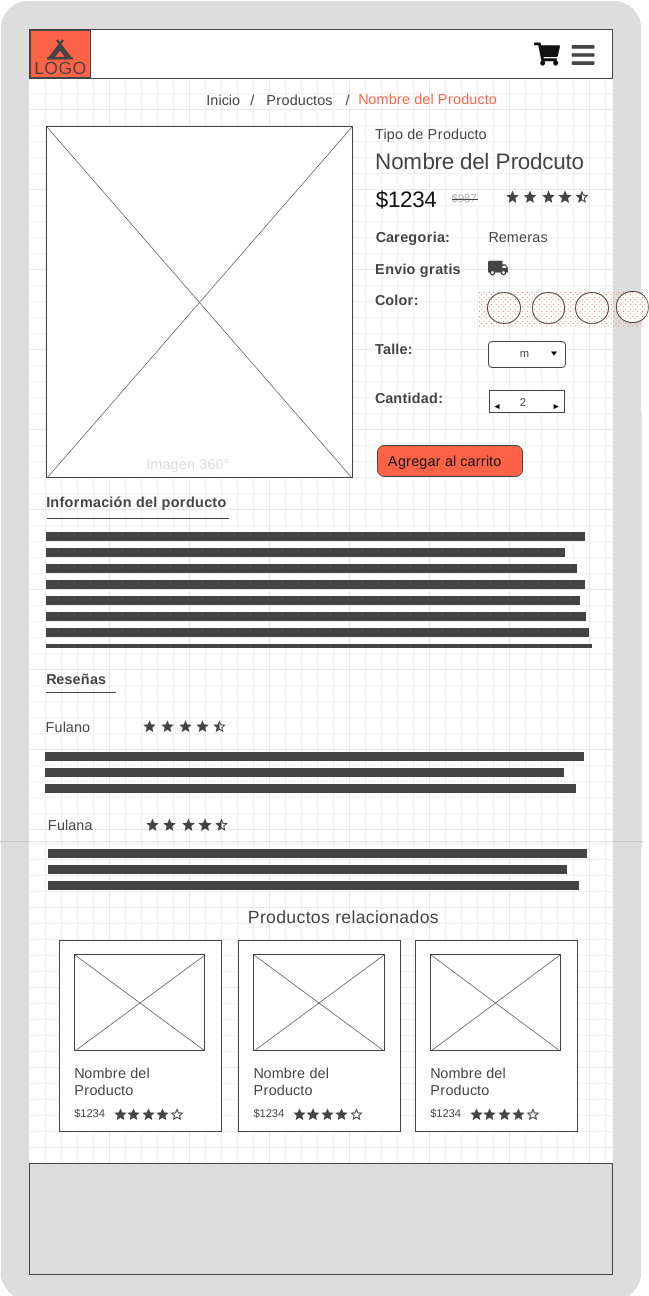 LOGO
Inicio / Productos / Nombre del Producto
Tipo de Producto
Nombre del Prodcuto
$1234 $987
Caregoria: Remeras
Envio gratis
Color:
Talle: m
Cantidad: 2
Imagen 360°
Agregar al carrito
Información del porducto
Reseñas
Fulano
Fulana
Productos relacionados
Nombre del
Producto
$1234
Nombre del
Producto
$1234
Nombre del
Producto
$1234